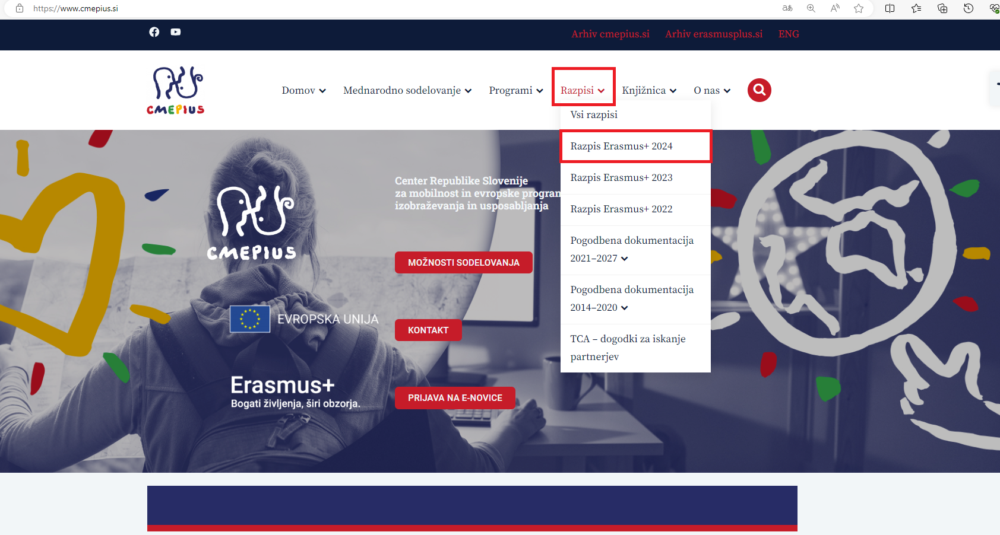 https://www.cmepius.si
Arhiv cmepius.si Arhiv erasmusplus.si ENG
CMEPIUS
Domov Mednarodno sodelovanje Programi Razpisi Knjižnica O nas
Vsi razpisi
Razpis Erasmus+ 2024
Razpis Erasmus+ 2023
Razpis Erasmus+ 2022
Pogodbena dokumentacija
2021–2027
Pogodbena dokumentacija
2014–2020
TCA – dogodki za iskanje
partnerjev
Center Republike Slovenije
za mobilnost in evropske
izobraževanja in usposabljanja
CMEPIUS
MOŽNOSTI SODELOVANJA
EVROPSKA UNIJA
KONTAKT
Erasmus+
Bogati življenja, širi obzorja.
PRIJAVA NA E-NOVICE